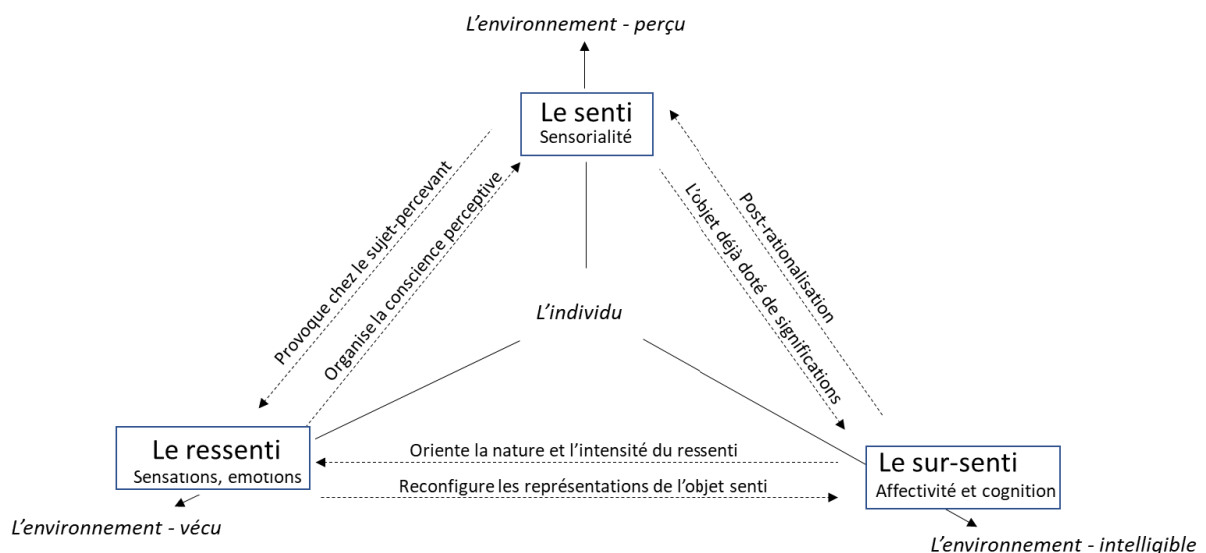 L'environnement - perçu
Le senti
Sensorialité
Provoque chez le sujet-percevant
Organise la conscience perceptive
L'objet déjà doté de significations
Post-rationalisation
L'individu
Le ressenti
Sensations, emotions
Oriente la nature et l'intensité du ressenti
Reconfigure les représentations de l'objet senti
Le sur-senti
Affectivité et cognition
L'environnement - vécu
L'environnement - intelligible